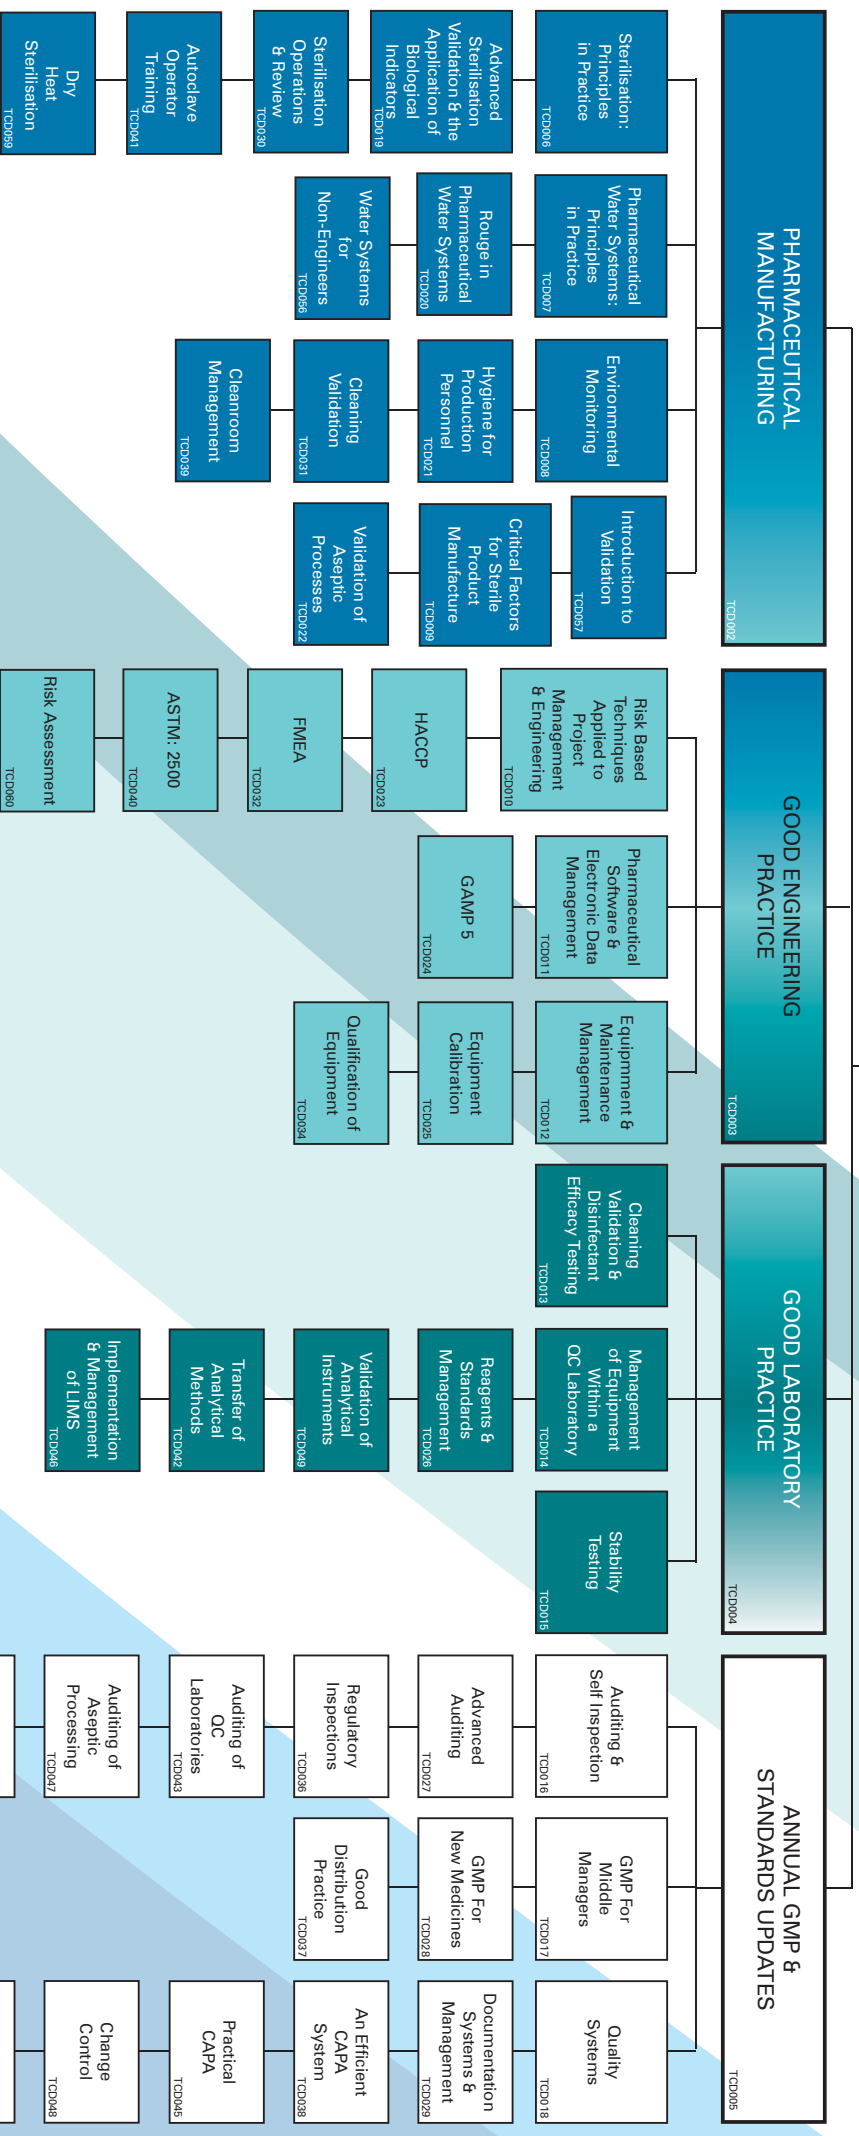 PHARMACEUTICAL
MANUFACTURING
TCD002
Sterilisation:
Principles
in Practice
TCD006
Advanced
Sterilisation
Validation & the
Application of
Biological
Indicators
TCD019
Sterilisation
Operations
& Review
TCD030
Autoclave
Operator
Training
TCD041
Dry
Heat
Sterilisation
TCD059
Pharmaceutical
Water Systems:
Principles
in Practice
TCD007
Rouge in
Pharmaceutical
Water Systems
TCD020
Water Systems
for
Non-Engineers
TCD056
Environmental
Monitoring
TCD008
Hygiene for
Production
Personnel
TCD021
Cleaning
Validation
TCD031
Cleanroom
Management
TCD039
Introduction to
Validation
TCD057
Critical Factors
for Sterile
Product
Manufacture
TCD009
Validation of
Aseptic
Processes
TCD022
GOOD ENGINEERING
PRACTICE
TCD003
Risk Based
Techniques
Applied to
Project
Management
& Engineering
TCD010
HACCP
TCD023
FMEA
TCD032
ASTM: 2500
TCD040
Risk Assessment
TCD060
Pharmaceutical
Software &
Electronic Data
Management
TCD011
GAMP 5
TCD024
Equipmment &
Maintenance
Management
TCD012
Equipment
Calibration
TCD025
Qualification of
Equipment
TCD034
GOOD LABORATORY
PRACTICE
TCD004
Cleaning
Validation &
Disinfectant
Efficacy Testing
TCD013
Management
of Equipment
Within a
QC Laboratory
TCD014
Reagents &
Standards
Management
TCD026
Validation of
Analytical
Instruments
TCD049
Transfer of
Analytical
Methods
TCD042
Implementation
& Management
of LIMS
TCD046
Stability
Testing
TCD015
ANNUAL GMP &
STANDARDS UPDATES
TCD005
Auditing &
Self Inspection
TCD016
Advanced
Auditing
TCD027
Regulatory
Inspections
TCD036
Auditing of
QC
Laboratories
TCD043
Auditing of
Aseptic
Processing
TCD047
GMP For
Middle
Managers
TCD017
GMP For
New Medicines
TCD028
Good
Distribution
Practice
TCD037
Quality
Systems
TCD018
Documentation
Systems &
Management
TCD029
An Efficient
CAPA
System
TCD038
Practical
CAPA
TCD045
Change
Control
TCD048